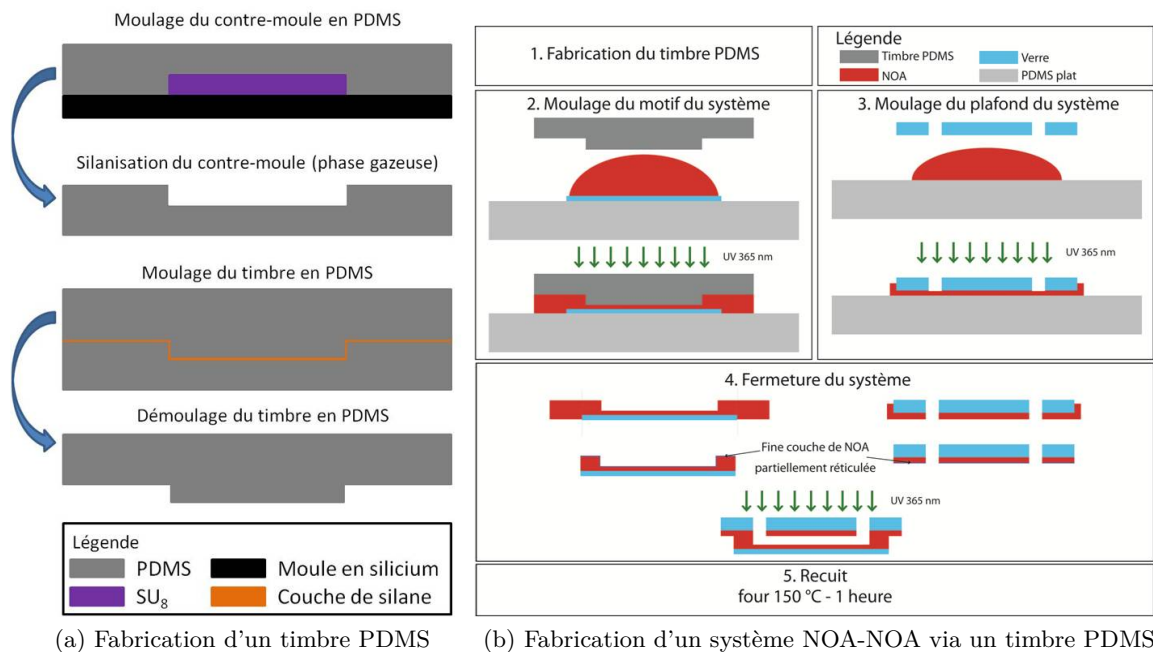 Moulage du contre-moule en PDMS
Silanisation du contre-moule (phase gazeuse)
Moulage du timbre en PDMS
Démoulage du timbre en PDMS
Légende
PDMS
Moule en silicium
SU8
Couche de silane
(a) Fabrication d'un timbre PDMS
1. Fabrication du timbre PDMS
Légende
Timbre PDMS
Verre
NOA
PDMS plat
2. Moulage du motif du système
UV 365 nm
3. Moulage du plafond du système
UV 365 nm
4. Fermeture du système
Fine couche de NOA
partiellement réticulée
UV 365 nm
5. Recuit
four 150 °C - 1 heure
(b) Fabrication d'un système NOA-NOA via un timbre PDMS